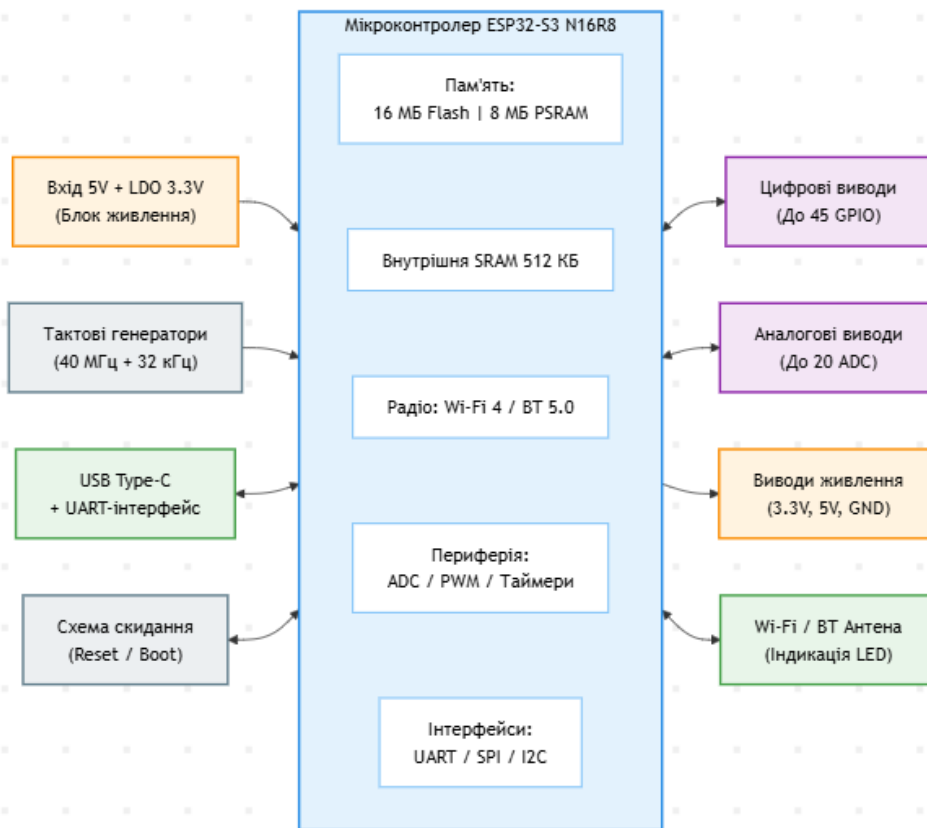 Мікроконтролер ESP32-S3 N16R8
Пам'ять:
16 МБ Flash | 8 МБ PSRAM
Внутрішня SRAM 512 КБ
Радіо: Wi-Fi 4 / BT 5.0
Периферія:
ADC / PWM / Таймери
Інтерфейси:
UART / SPI / I2C
Вхід 5V + LDO 3.3V
(Блок живлення)
Тактові генератори
(40 МГц + 32 кГц)
USB Type-C
+ UART-інтерфейс
Схема скидання
(Reset / Boot)
Цифрові виводи
(До 45 GPIO)
Аналогові виводи
(До 20 ADC)
Виводи живлення
(3.3V, 5V, GND)
Wi-Fi / BT Антена
(Індикація LED)